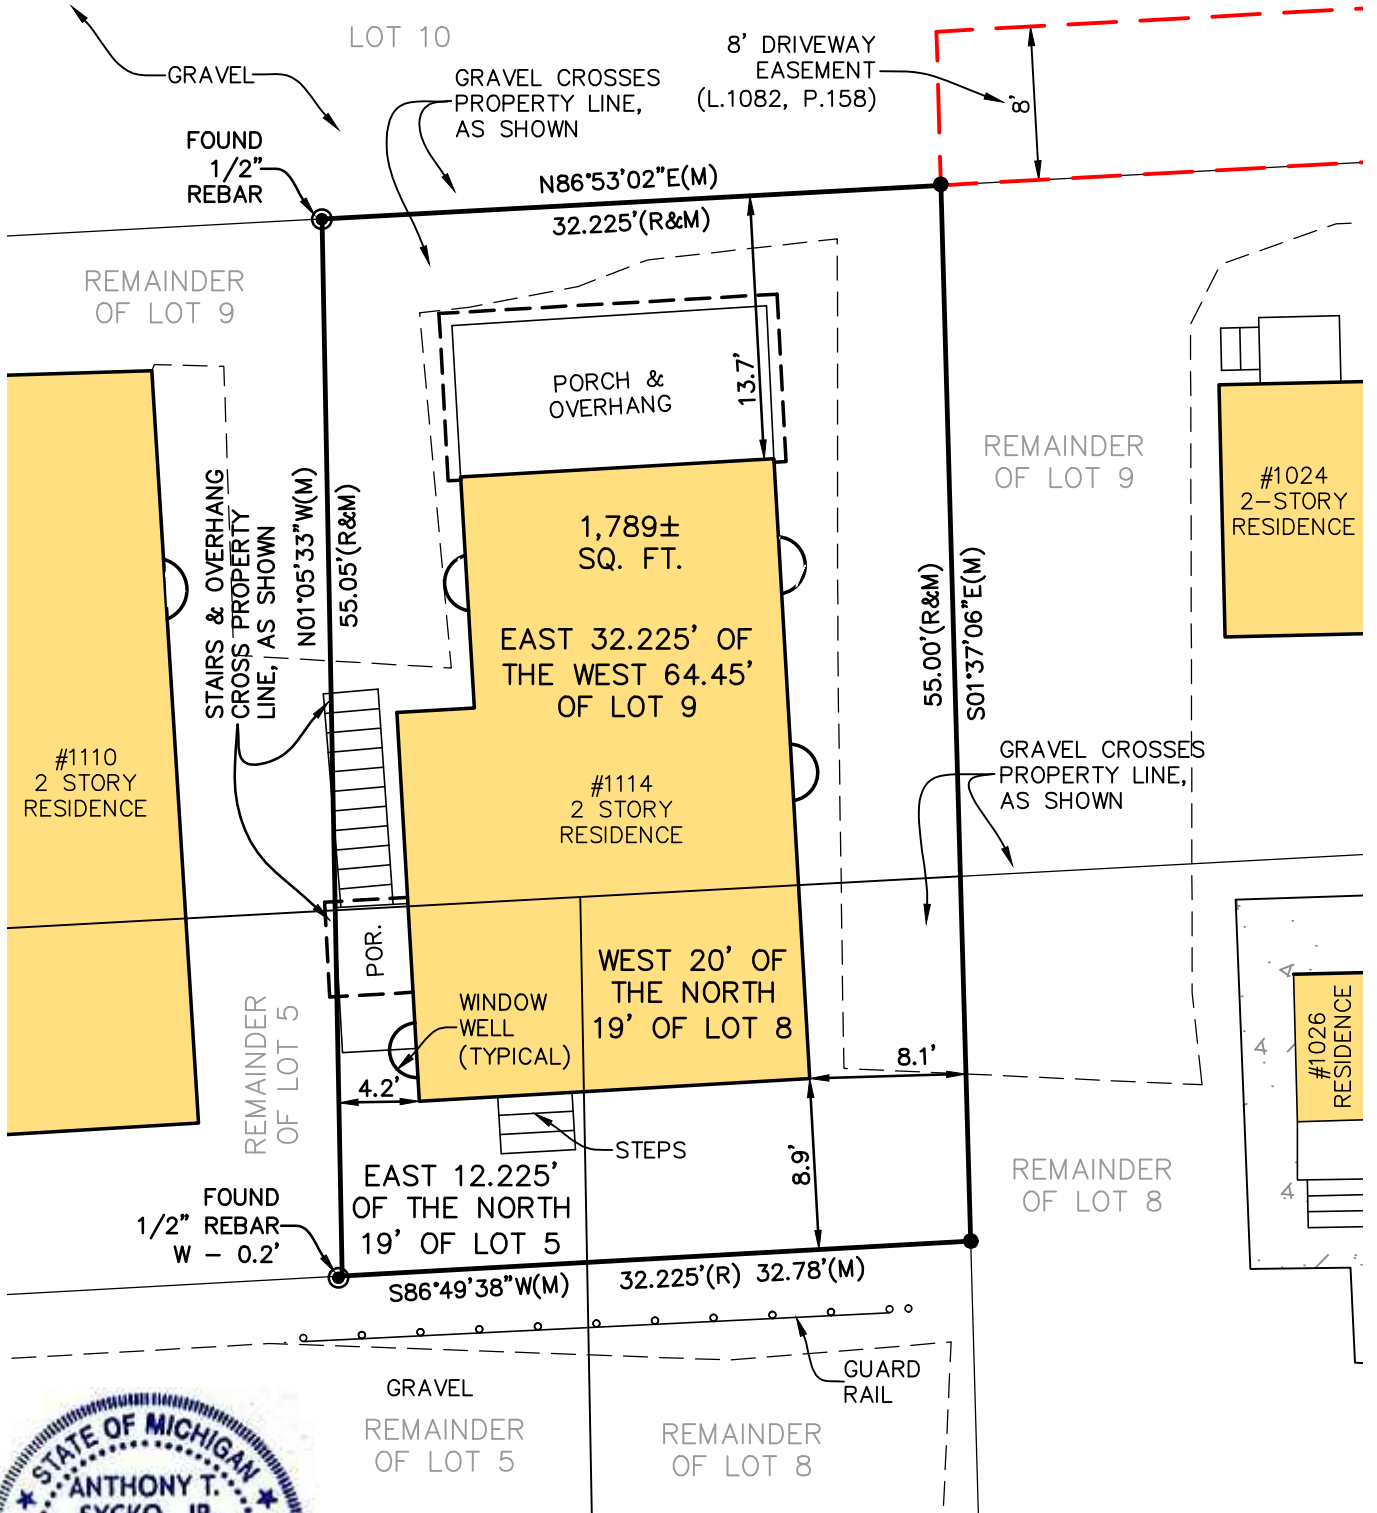 LOT 10
GRAVEL
GRAVEL CROSSES
PROPERTY LINE,
AS SHOWN
8’ DRIVEWAY
EASEMENT
(L.1082, P.158)
8’
FOUND
1/2”
REBAR
N86°53’02”E(M)
32.225’(R&M)
REMAINDER
OF LOT 9
PORCH &
OVERHANG
13.7’
REMAINDER
OF LOT 9
#1024
2-STORY
RESIDENCE
STAIRS & OVERHANG
CROSS PROPERTY
LINE, AS SHOWN
N01°05’33”W(M)
55.05’(R&M)
1,789±
SQ. FT.
EAST 32.225’ OF
THE WEST 64.45’
OF LOT 9
55.00’(R&M)
S01°37’06”E(M)
#1110
2 STORY
RESIDENCE
#1114
2 STORY
RESIDENCE
GRAVEL CROSSES
PROPERTY LINE,
AS SHOWN
POR.
WEST 20’ OF
THE NORTH
19’ OF LOT 8
WINDOW
WELL
(TYPICAL)
REMAINDER
OF LOT 5
#1026
RESIDENCE
4.2’
8.1’
STEPS
8.9’
EAST 12.225’
OF THE NORTH
19’ OF LOT 5
REMAINDER
OF LOT 8
FOUND
1/2” REBAR
W - 0.2’
S86°49’38”W(M)
32.225’(R) 32.78’(M)
GUARD
RAIL
GRAVEL
REMAINDER
OF LOT 5
REMAINDER
OF LOT 8
STATE OF MICHIGAN
ANTHONY T.